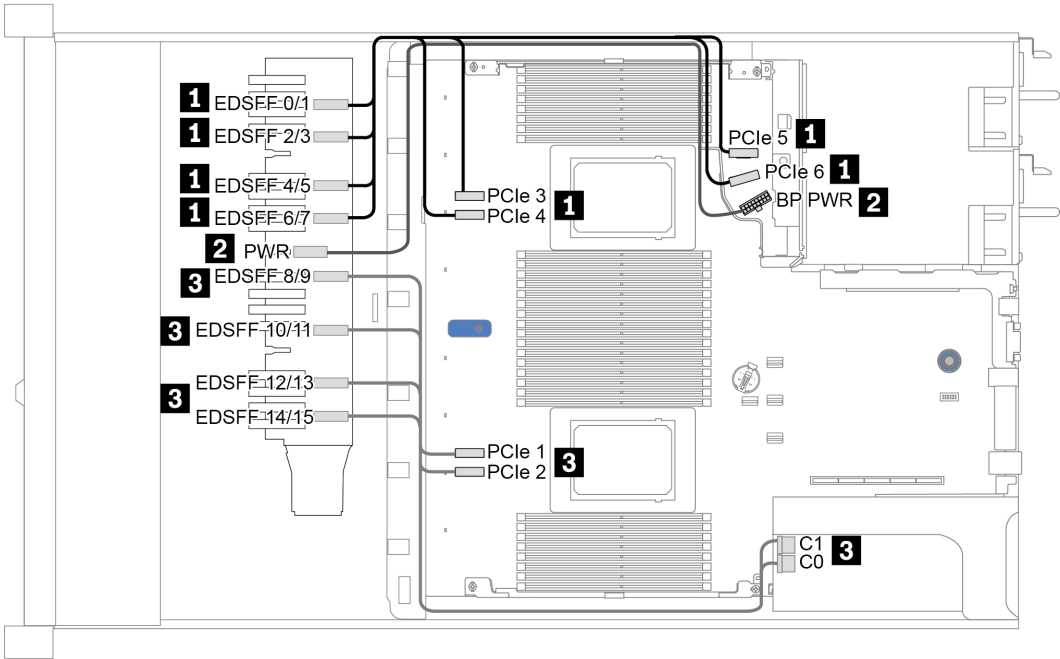 1 EDSFF 0/1
1 EDSFF 2/3
1 EDSFF 4/5
1 EDSFF 6/7
2 PWR
3 EDSFF 8/9
3 EDSFF 10/11
EDSFF 12/13
3
EDSFF 14/15
PCIe 3
PCIe 4 1
PCIe 5 1
PCIe 6 1
BP PWR 2
PCIe 1
PCIe 2 3
C1 3
C0